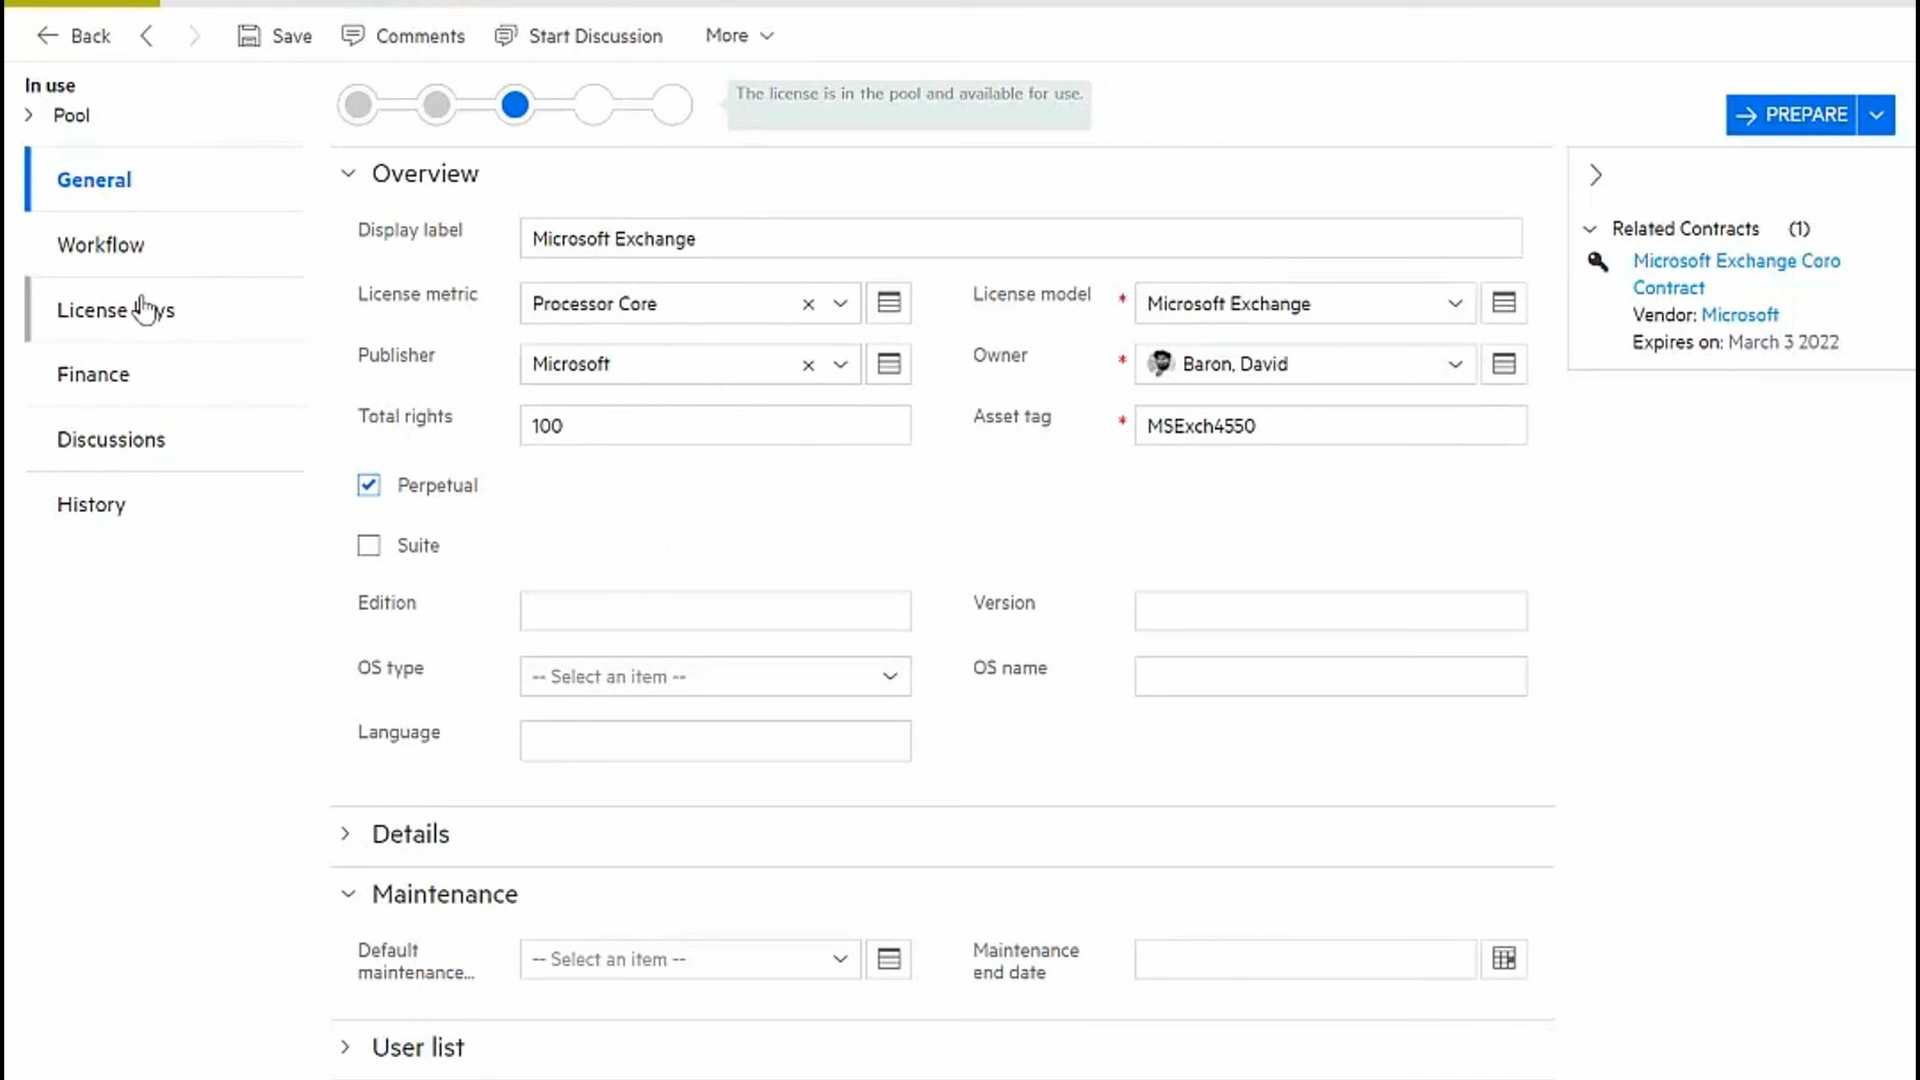 Back
Save
Comments
Start Discussion
More
In use
Pool
The license is in the pool and available for use.
PREPARE
General
Workflow
License ys
Finance
Discussions
History
Overview
Display label
Microsoft Exchange
License metric
Processor Core
License model
*
Microsoft Exchange
Publisher
Microsoft
Owner
*
Baron, David
Total rights
100
Asset tag
*
MSExch4550
Perpetual
Suite
Edition
Version
OS type
-- Select an item --
OS name
Language
Details
Maintenance
Default
maintenance...
-- Select an item --
Maintenance
end date
User list
Related Contracts (1)
Microsoft Exchange Coro
Contract
Vendor: Microsoft
Expires on: March 3 2022